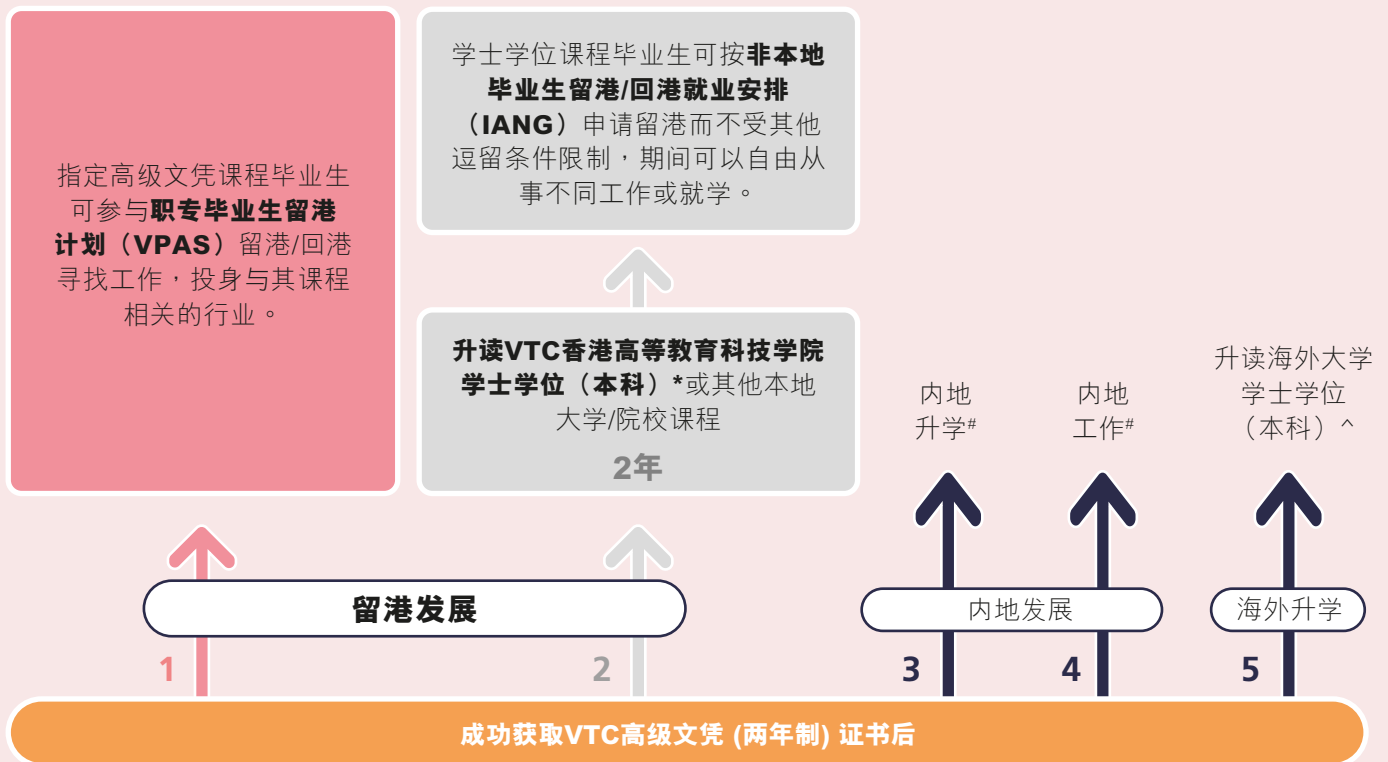 指定高级文凭课程毕业生
可参与职专毕业生留港
计划（VPAS）留港/回港
寻找工作，投身与其课程
相关的行业。
学士学位课程毕业生可按非本地
毕业生留港/回港就业安排
（IANG）申请留港而不受其他
逗留条件限制，期间可以自由从
事不同工作或就学。
升读VTC香港高等教育科技学院
学士学位（本科）*或其他本地
大学/院校课程
2年
内地
升学#
内地
工作#
升读海外大学
学士学位
（本科）^
留港发展
内地发展
海外升学
1
2
3
4
5
成功获取VTC高级文凭 (两年制) 证书后